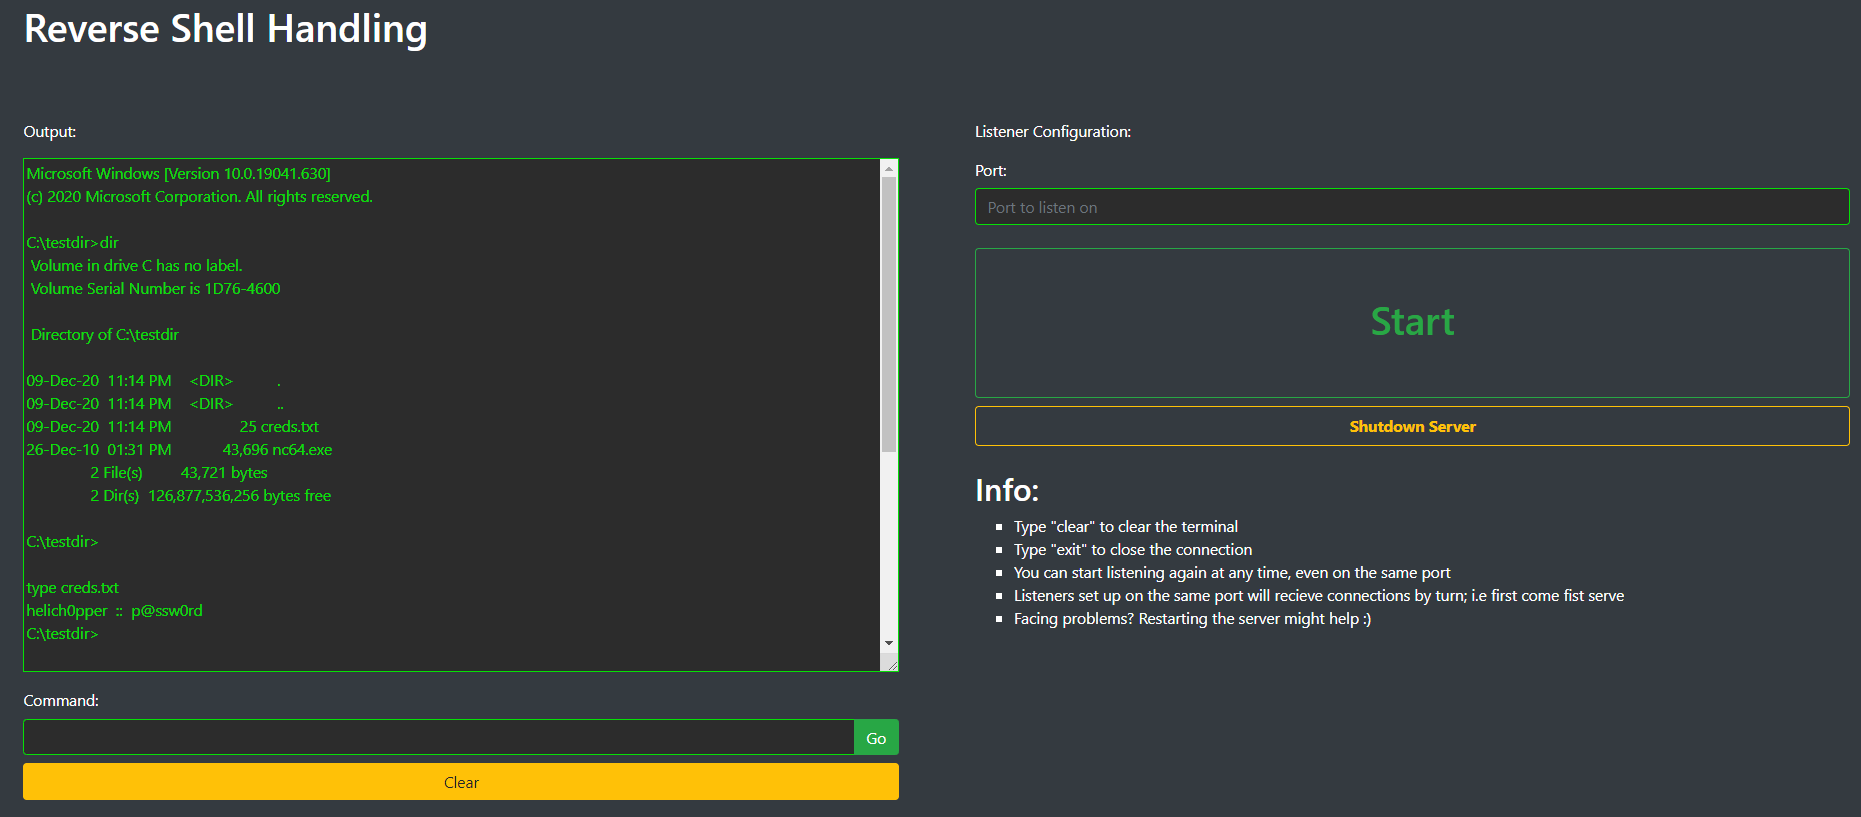 Reverse Shell Handling
Output:
Microsoft Windows [Version 10.0.19041.630]
(c) 2020 Microsoft Corporation. All rights reserved.
C:\testdir>dir
Volume in drive C has no label.
Volume Serial Number is 1D76-4600
Directory of C:\testdir
09-Dec-20 11:14 PM <DIR> .
09-Dec-20 11:14 PM <DIR> ..
09-Dec-20 11:14 PM 25 creds.txt
26-Dec-10 01:31 PM 43,696 nc64.exe
2 File(s) 43,721 bytes
2 Dir(s) 126,877,536,256 bytes free
C:\testdir>
type creds.txt
helich0pper :: p@ssw0rd
C:\testdir>
Command:
Go
Clear
Listener Configuration:
Port:
Port to listen on
Start
Shutdown Server
Info:
Type "clear" to clear the terminal
Type "exit" to close the connection
You can start listening again at any time, even on the same port
Listeners set up on the same port will recieve connections by turn; i.e first come fist serve
Facing problems? Restarting the server might help :)